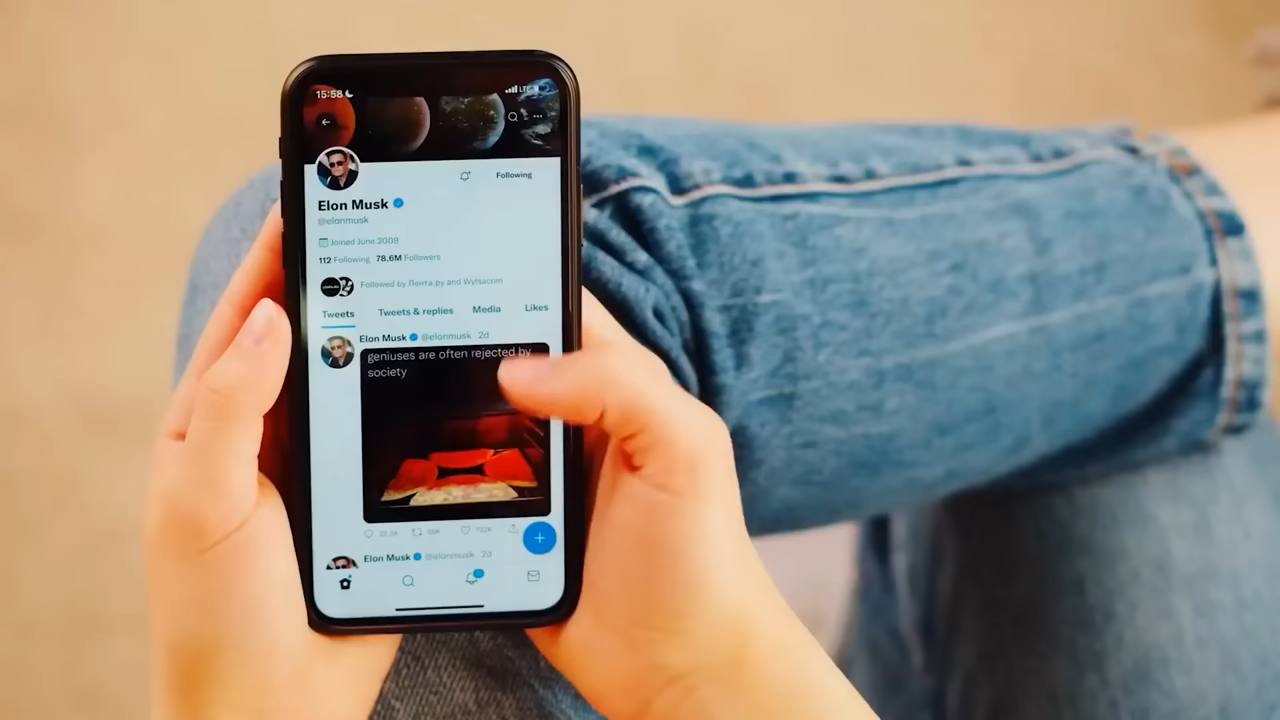 15:58
LTE
Following
Elon Musk
@elonmusk
Joined June 2009
112 Following 78,6M Followers
Followed by Лента.ру and Wylsacom
Tweets Tweets & replies Media Likes
Elon Musk @elonmusk · 2d
geniuses are often rejected by
society
Elon Musk @elonmusk · 2d